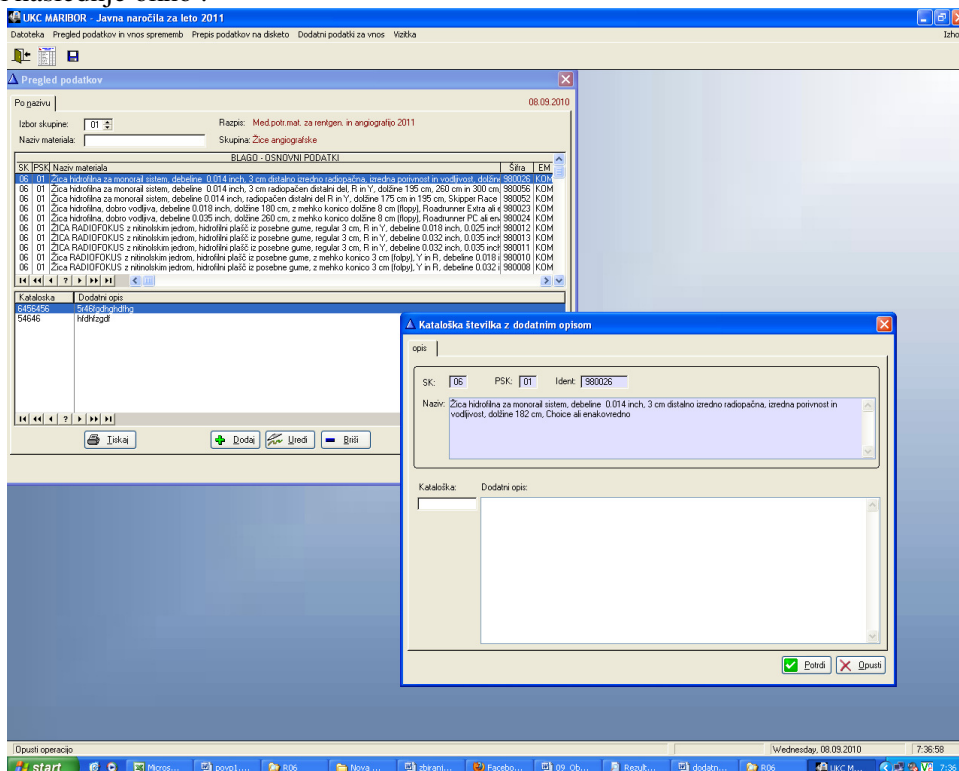 UKC MARIBOR - Javna naročila za leto 2011
Datoteka Pregled podatkov in vnos sprememb Prepis podatkov na disketo Dodatni podatki za vnos Vizitka
Pregled podatkov
Po nazivu
08.09.2010
Izbor skupine: 01
Razpis: Med.potr.mat. za rentgen. in angiografijo 2011
Naziv materiala:
Skupina: Žice angiografske
BLAGO - OSNOVNI PODATKI
SK PSK Naziv materiala Šifra EM
06 01 Žica hidrofilna za monorail sistem, debeline 0.014 inch, 3 cm distalno izredno radiopačna, izredna porivnost in vodljivost, dolžine 980026 KOM
06 01 Žica hidrofilna za monorail sistem, debeline 0.014 inch, 3 cm radiopačen distalni del, R in Y, dolžine 195 cm, 260 cm in 300 cm, 980056 KOM
06 01 Žica hidrofilna za monorail sistem, debeline 0.014 inch, radiopačen distalni del R in Y, dolžine 175 cm in 195 cm, Skipper Race 980052 KOM
06 01 Žica hidrofilna, dobro vodljiva, debeline 0.018 inch, dolžine 180 cm, z mehko konico dolžine 8 cm (flopy), Roadrunner Extra ali e 980023 KOM
06 01 Žica hidrofilna, dobro vodljiva, debeline 0.035 inch, dolžine 260 cm, z mehko konico dolžine 8 cm (flopy), Roadrunner PC ali en 980024 KOM
06 01 ŽICA RADIOFOKUS z nitinolskim jedrom, hidrofilni plašč iz posebne gume, regular 3 cm, R in Y, debeline 0.018 inch, 0.025 inch 980012 KOM
06 01 ŽICA RADIOFOKUS z nitinolskim jedrom, hidrofilni plašč iz posebne gume, regular 3 cm, R in Y, debeline 0.032 inch, 0.035 inch 980013 KOM
06 01 ŽICA RADIOFOKUS z nitinolskim jedrom, hidrofilni plašč iz posebne gume, regular 3 cm, R in Y, debeline 0.032 inch, 0.035 inch 980011 KOM
06 01 Žica RADIOFOKUS z nitinolskim jedrom, hidrofilni plašč iz posebne gume, z mehko konico 3 cm (folpy), Y in R, debeline 0.018 i 980010 KOM
06 01 Žica RADIOFOKUS z nitinolskim jedrom, hidrofilni plašč iz posebne gume, z mehko konico 3 cm (folpy), Y in R, debeline 0.032 i 980008 KOM
Kataloska Dodatni opis
6456456 5r46fgdhghdfhg
54646 hfdhfzgdf
Tiskaj Dodaj Uredi Briši
Kataloška številka z dodatnim opisom
opis
SK: 06 PSK: 01 Ident: 980026
Naziv: Žica hidrofilna za monorail sistem, debeline 0.014 inch, 3 cm distalno izredno radiopačna, izredna porivnost in
vodljivost, dolžine 182 cm, Choice ali enakovredno
Kataloška: Dodatni opis:
Potrdi Opusti
Opusti operacijo Wednesday, 08.09.2010 7:36:58
start Micros... povp1... R06 Nova ... zbirant... Facebo... 09_Ob... Rezult... dodatn... R06 UKC M... 7:36